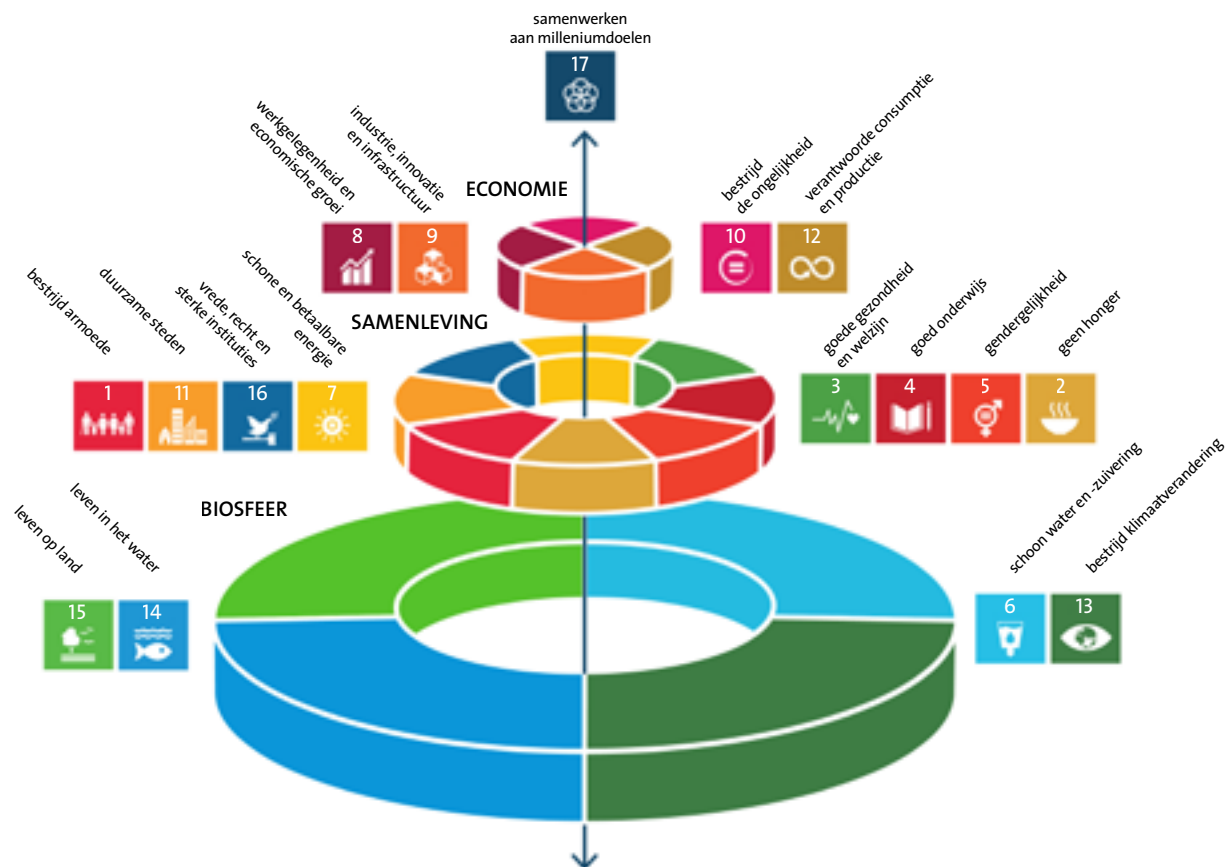 samenwerken
aan milleniumdoelen
17
werkgelegenheid en
economische groei
industrie, innovatie
en infrastructuur
ECONOMIE
bestrijd
de ongelijkheid
verantwoorde consumptie
en productie
8
9
10
12
bestrijd armoede
duurzame steden
vrede, recht en
sterke instituties
schone en betaalbare
energie
SAMENLEVING
goede gezondheid
en welzijn
goed onderwijs
gendergelijkheid
geen honger
1
11
16
7
3
4
5
2
BIOSFEER
leven op land
leven in het water
schoon water en -zuivering
bestrijd klimaatverandering
15
14
6
13